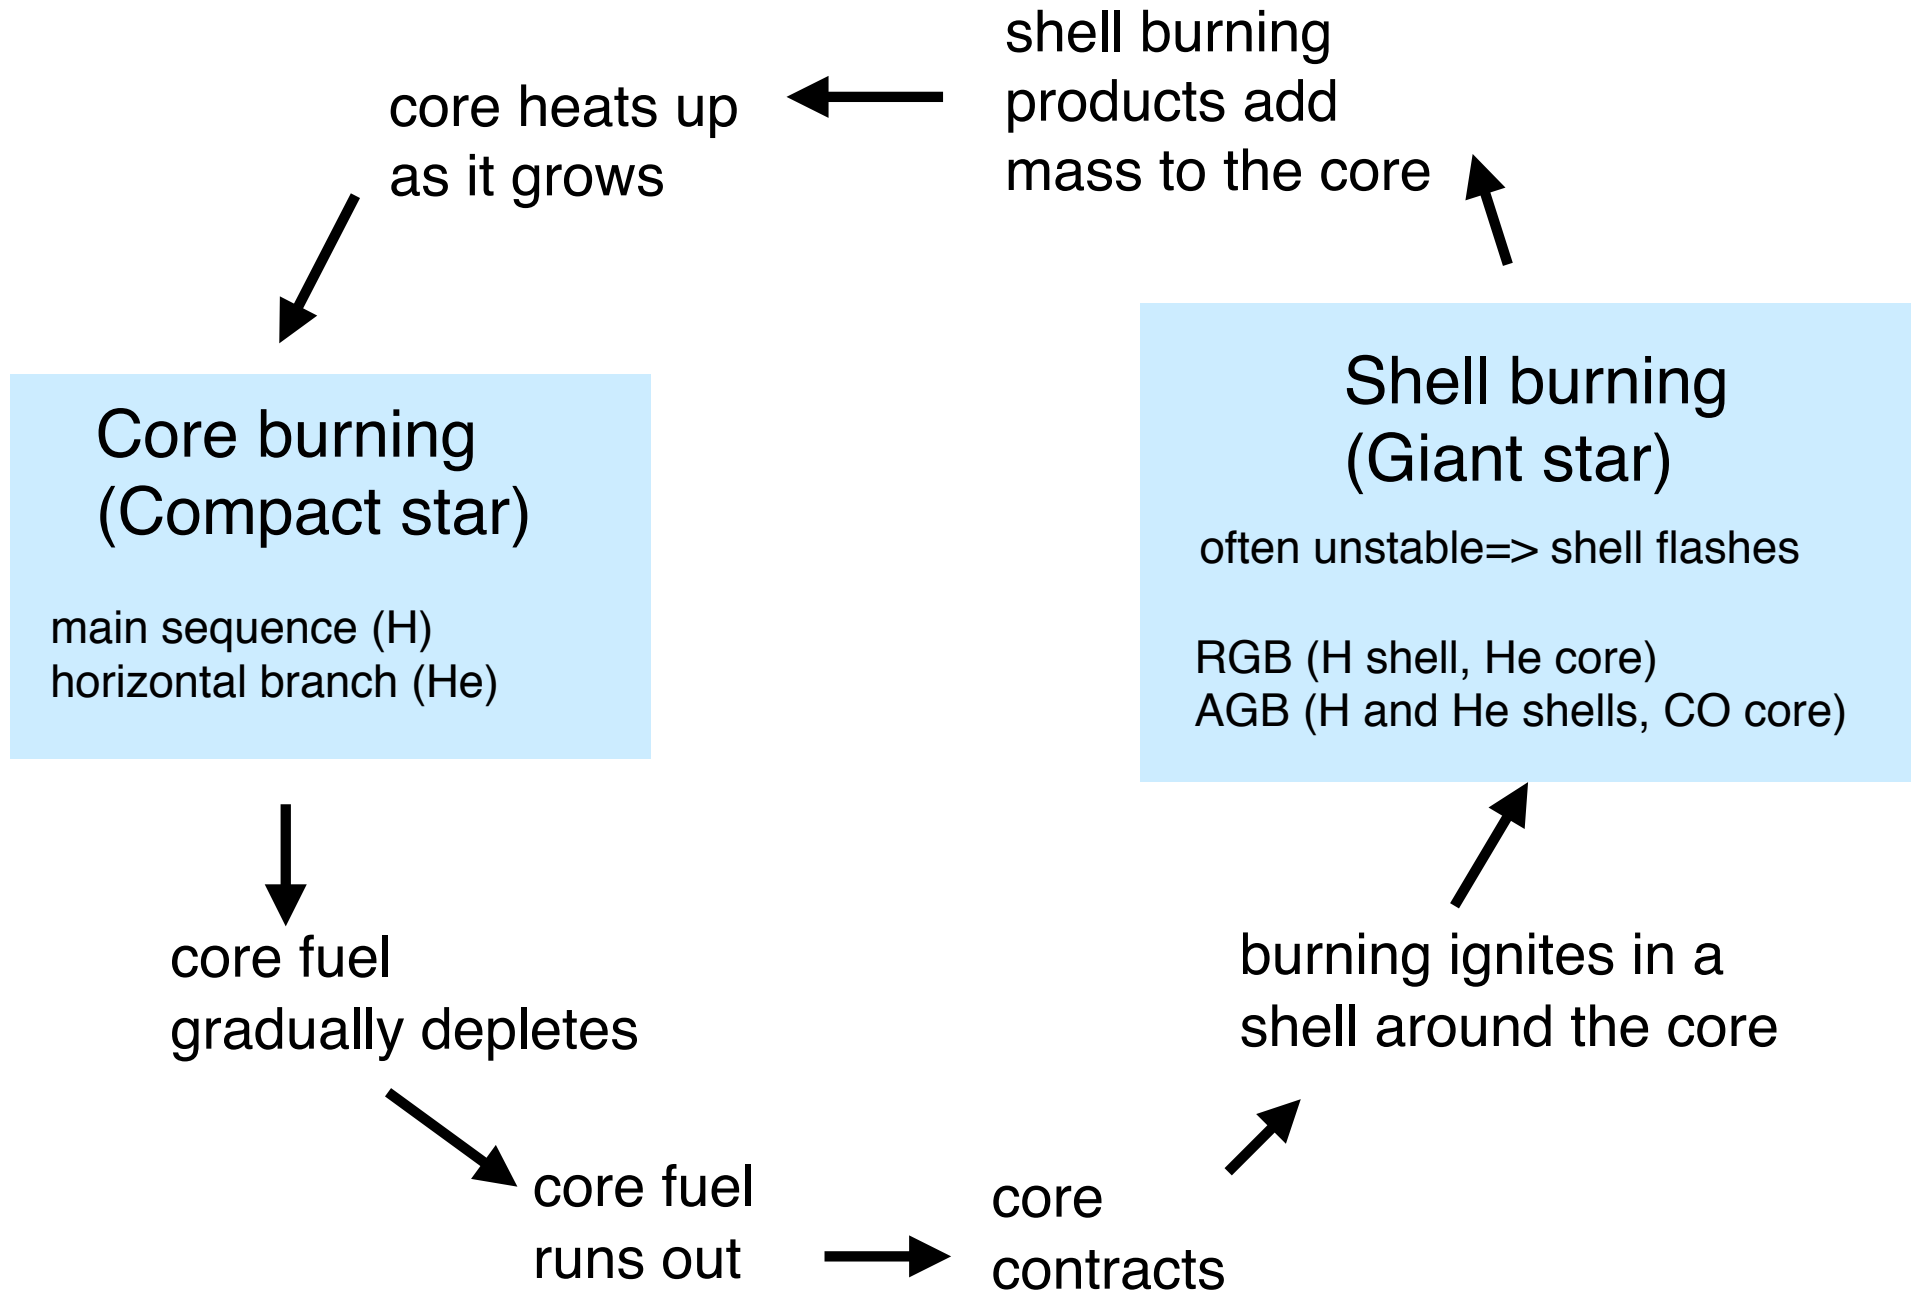 shell burning
products add
mass to the core
core heats up
as it grows
Core burning
(Compact star)
main sequence (H)
horizontal branch (He)
Shell burning
(Giant star)
often unstable=> shell flashes
RGB (H shell, He core)
AGB (H and He shells, CO core)
core fuel
gradually depletes
core fuel
runs out
core
contracts
burning ignites in a
shell around the core